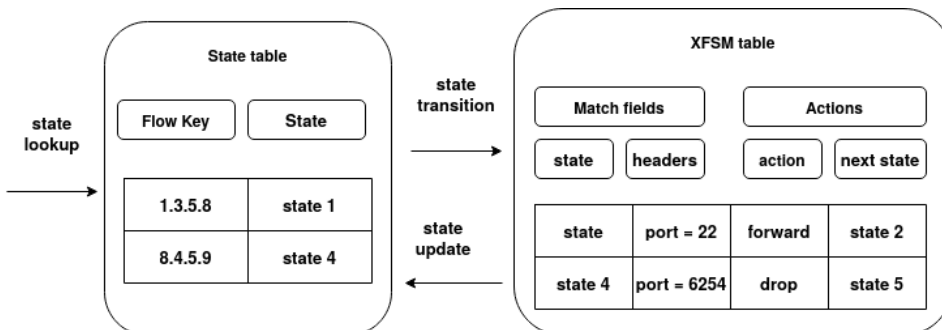 State table
XFSM table
state
lookup
Flow Key
State
state
transition
Match fields
Actions
state
headers
action
next state
1.3.5.8
state 1
8.4.5.9
state 4
state
update
state
port = 22
forward
state 2
state 4
port = 6254
drop
state 5